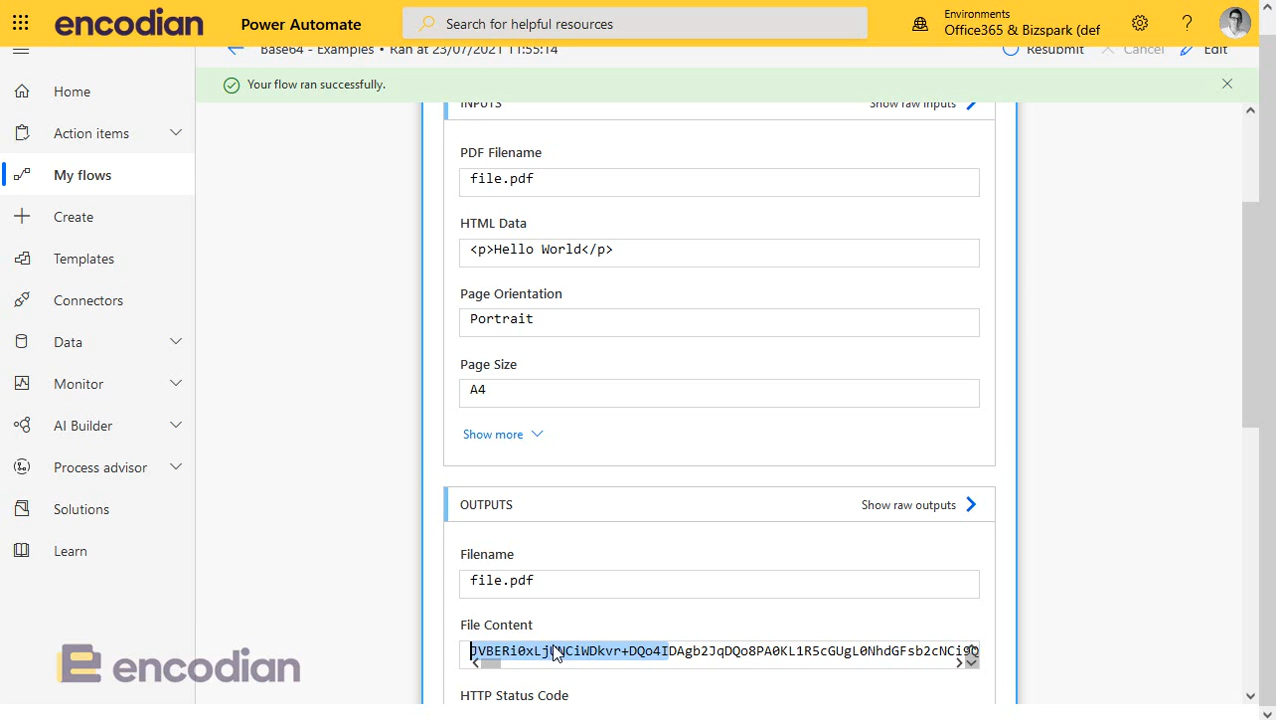 encodian
Power Automate
Search for helpful resources
Environments
Office365 & Bizspark (def
Base64 - Examples • Ran at 23/07/2021 11:55:14
Resubmit
Cancel
Edit
Your flow ran successfully.
Home
Action items
My flows
Create
Templates
Connectors
Data
Monitor
AI Builder
Process advisor
Solutions
Learn
INPUTS
Show raw inputs
PDF Filename
file.pdf
HTML Data
<p>Hello World</p>
Page Orientation
Portrait
Page Size
A4
Show more
OUTPUTS
Show raw outputs
Filename
file.pdf
File Content
HTTP Status Code
encodian